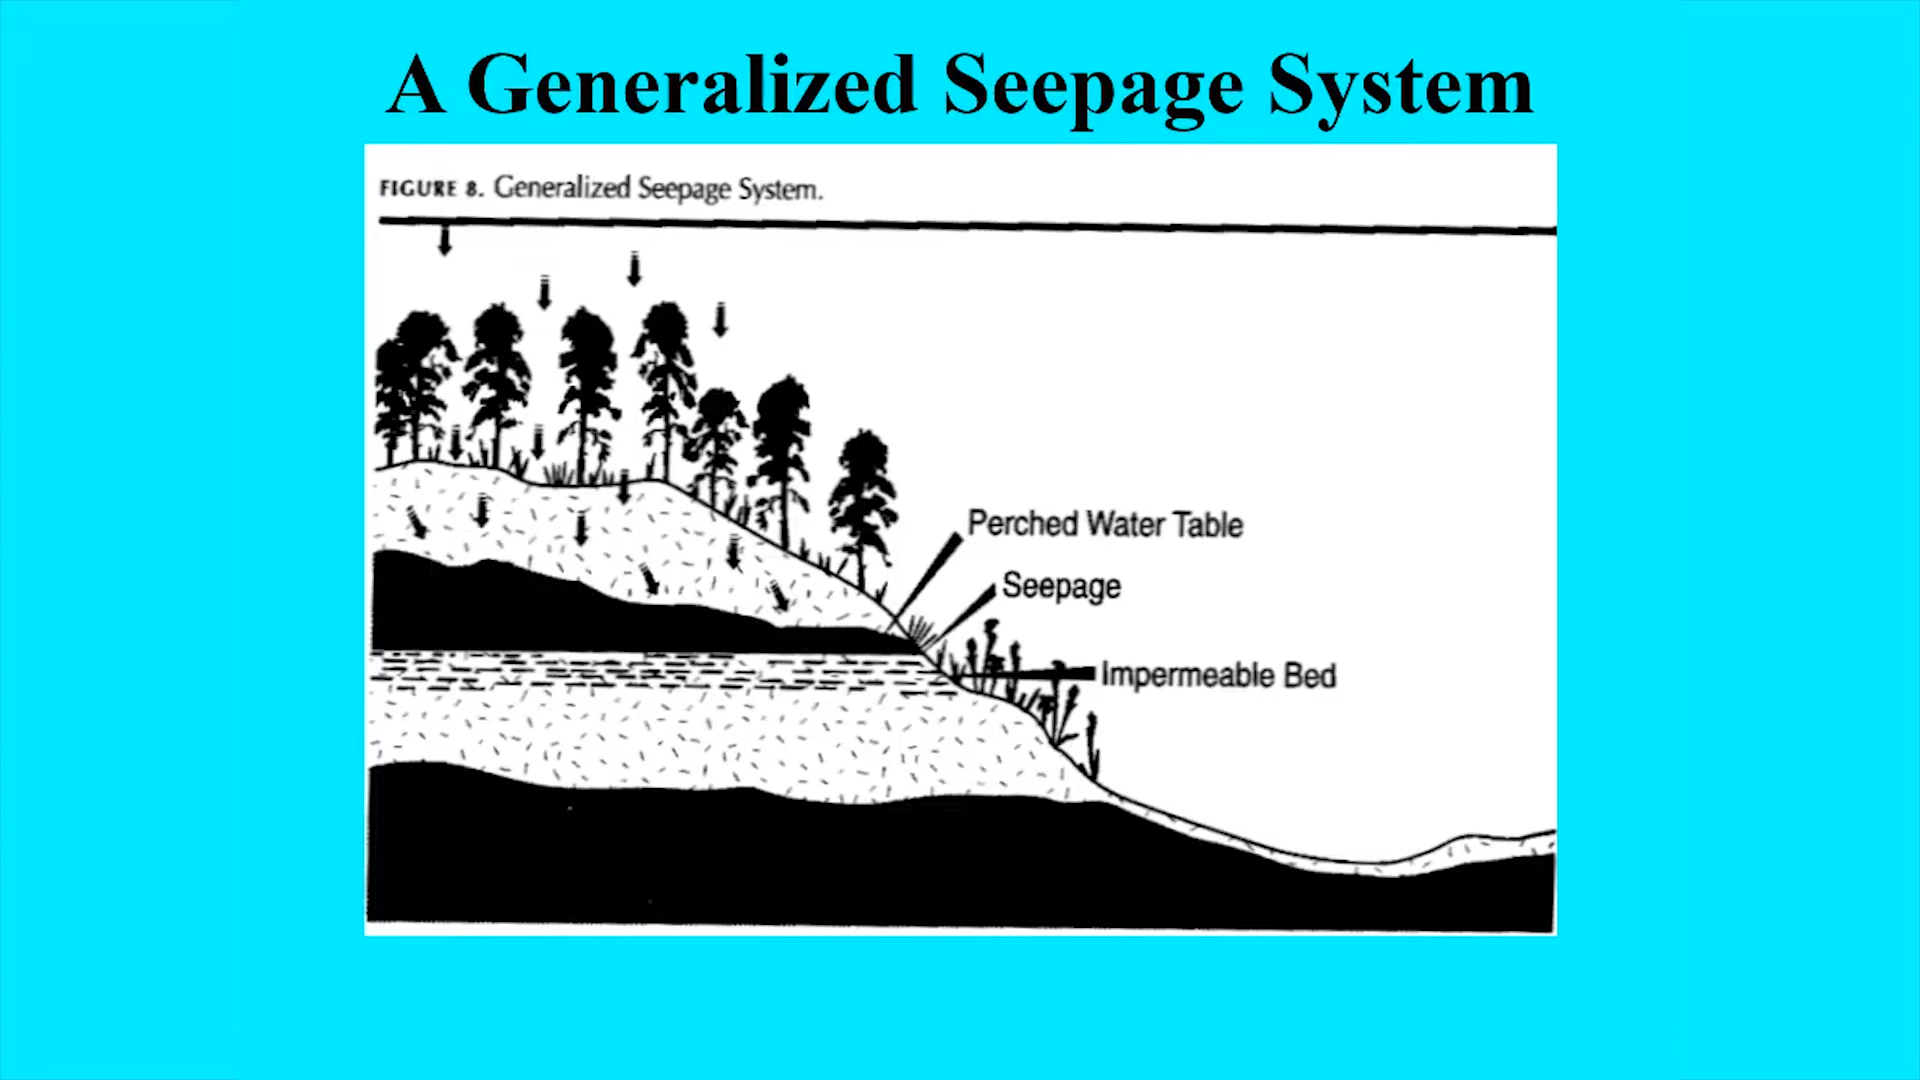 A Generalized Seepage System
FIGURE 8. Generalized Seepage System.
Perched Water Table
Seepage
Impermeable Bed